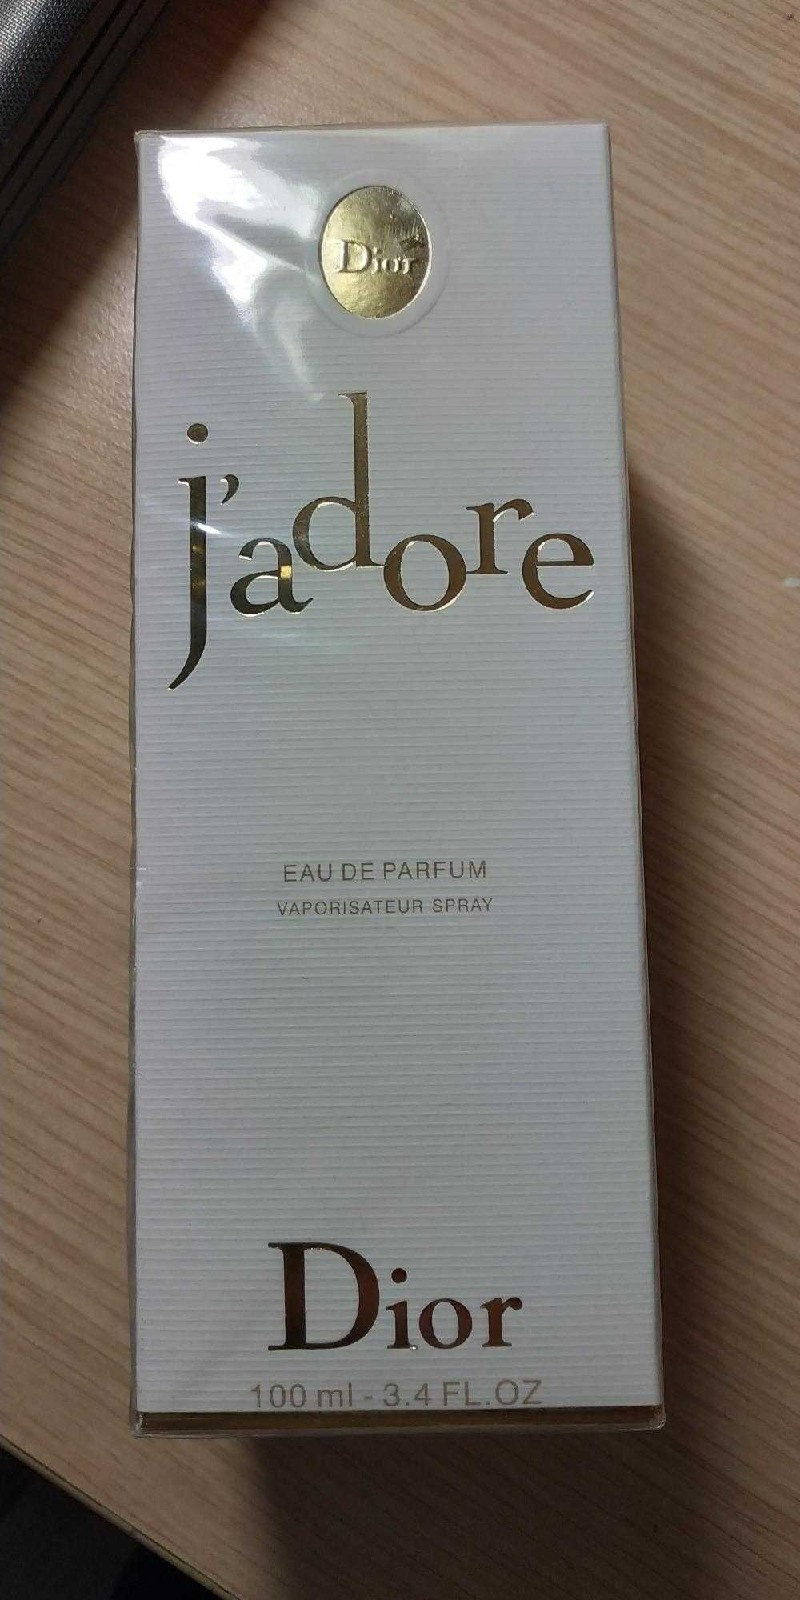 Dior
j'adore
EAU DE PARFUM
VAPORISATEUR SPRAY
Dior
100 ml - 3.4 FL.OZ